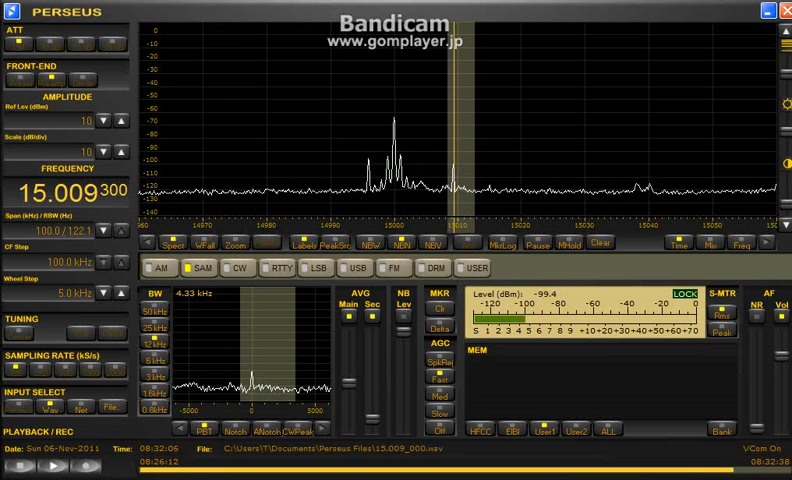 PERSEUS
Bandicam
www.gomplayer.jp
ATT
FRONT-END
AMPLITUDE
Ref Lev (dBm)
10
Scale (dB/div)
10
FREQUENCY
15.009300
Span (kHz) / RBW (Hz)
100.0 / 122.1
CF Step
100.0 kHz
Wheel Step
5.0 kHz
TUNING
SAMPLING RATE (kS/s)
INPUT SELECT
Wav Net File...
PLAYBACK / REC
0
-10
-20
-30
-40
-50
-60
-70
-80
-90
-100
-110
-120
-130
-140
960 14970 14980 14990 15000 15010 15020 15030 15040 150
Spect WFall Zoom Labels PeakSrc NBW NBN NBV MkrLog Pause MHold Clear Time Mix Freq
AM SAM CW RTTY LSB USB FM DRM USER
BW
50 kHz
25 kHz
12 kHz
6 kHz
3 kHz
1.6 kHz
0.8 kHz
4.33 kHz
-5000 0 5000
PBT Notch ANotch CWPeak
AVG
Main Sec
NB
Lev
MKR
Clr
Delta
AGC
SpkRej
Fast
Med
Slow
Off
Level (dBm): -99.4 LOCK
-120 -100 -80 -60 -40 -20 0
S 1 2 3 4 5 6 7 8 9 +10 +20 +30 +40 +50 +60 +70
S-MTR
Rms
Peak
AF
NR Vol
MEM
HFCC EIBI User1 User2 ALL Bank
Date: Sun 06-Nov-2011 Time: 08:32:06 File: C:\Users\T\Documents\Perseus Files\15.009_000.wav VCom On
08:26:12 08:32:38